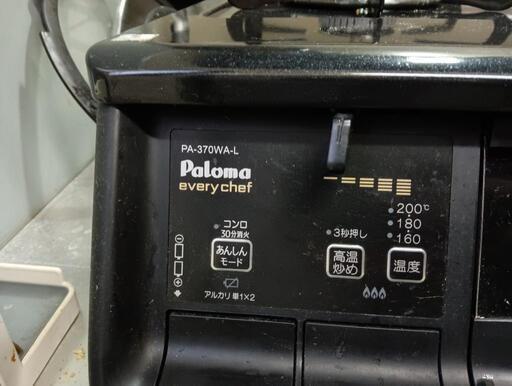 PA-370WA-L
Paloma
every chef
コンロ
30分消火
あんしん
モード
アルカリ 単1×2
3秒押し
高温
炒め
200℃
180
160
温度